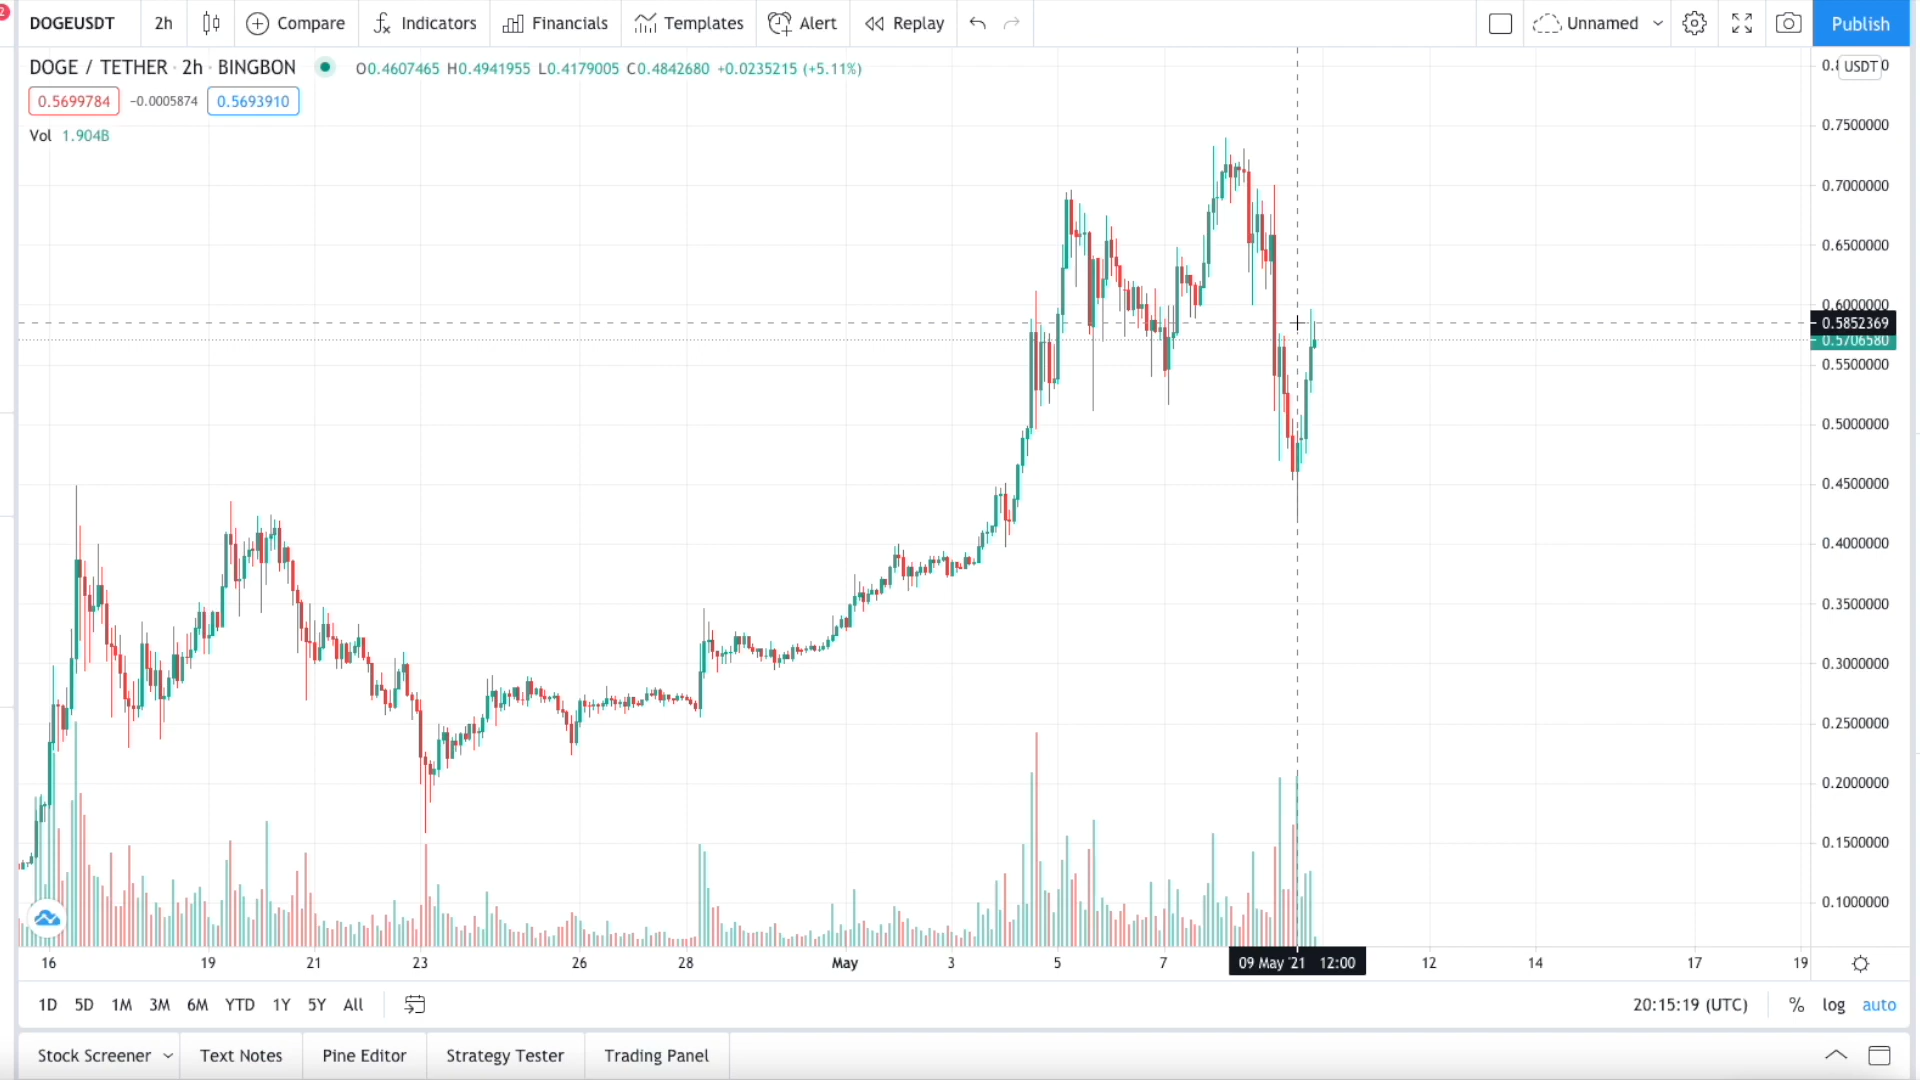 2
DOGEUSDT 2h Compare Indicators Financials Templates Alert Replay Unnamed Publish
DOGE / TETHER · 2h · BINGBON O0.4607465 H0.4941955 L0.4179005 C0.4842680 +0.0235215 (+5.11%)
0.5699784 −0.0005874 0.5693910
Vol 1.904B
USDT
0.7500000
0.7000000
0.6500000
0.6000000
0.5852369
0.5706580
0.5500000
0.5000000
0.4500000
0.4000000
0.3500000
0.3000000
0.2500000
0.2000000
0.1500000
0.1000000
16 19 21 23 26 28 May 3 5 7 09 May '21 12:00 12 14 17 19
1D 5D 1M 3M 6M YTD 1Y 5Y All 20:15:19 (UTC) % log auto
Stock Screener Text Notes Pine Editor Strategy Tester Trading Panel